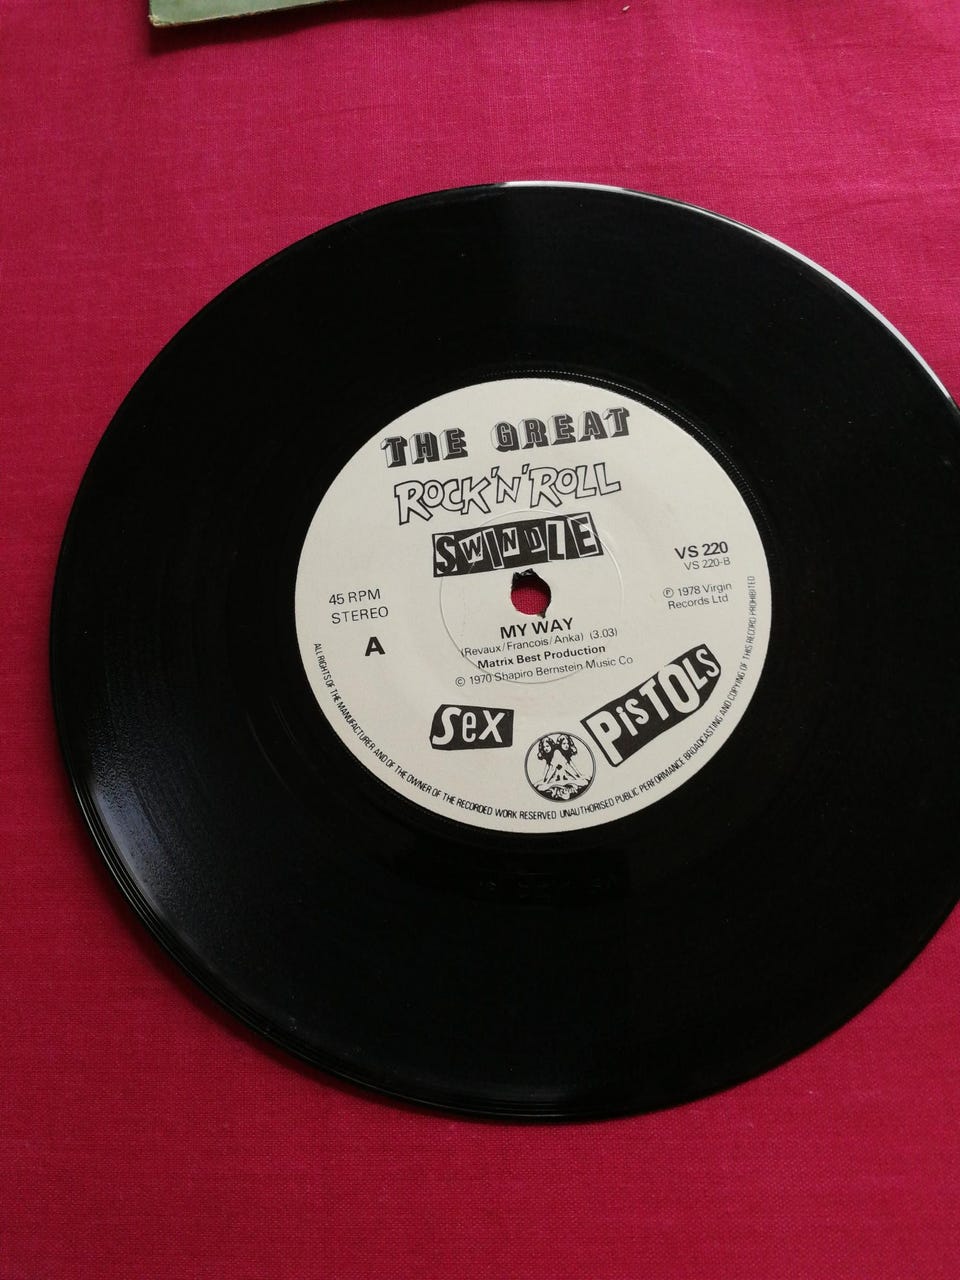 THE GREAT
ROCK'N'ROLL
SWINDLE
45 RPM
STEREO
A
VS 220
VS 220-B
℗ 1978 Virgin
Records Ltd
MY WAY
(Revaux/Francois/Anka) (3.03)
Matrix Best Production
© 1970 Shapiro Bernstein Music Co
Sex
PiSTOLS
Virgin
ALL RIGHTS OF THE MANUFACTURER AND OF THE OWNER OF THE RECORDED WORK RESERVED UNAUTHORISED PUBLIC PERFORMANCE BROADCASTING AND COPYING OF THIS RECORD PROHIBITED